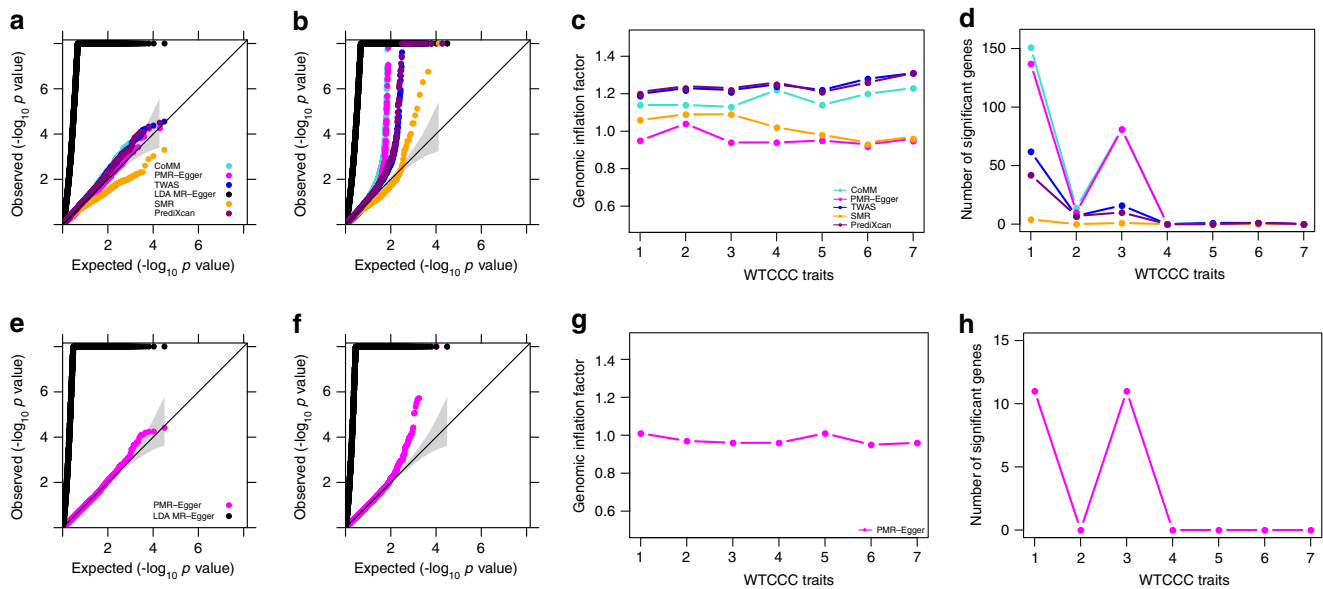 a
Observed (-log10 p value)
6
4
2
2
4
6
Expected (-log10 p value)
CoMM
PMR–Egger
TWAS
LDA MR–Egger
SMR
PrediXcan
b
Observed (-log10 p value)
6
4
2
2
4
6
Expected (-log10 p value)
c
Genomic inflation factor
1.4
1.2
1.0
0.8
0.6
1 2 3 4 5 6 7
WTCCC traits
CoMM
PMR–Egger
TWAS
SMR
PrediXcan
d
Number of significant genes
150
100
50
0
1 2 3 4 5 6 7
WTCCC traits
e
Observed (-log10 p value)
6
4
2
2
4
6
Expected (-log10 p value)
PMR–Egger
LDA MR–Egger
f
Observed (-log10 p value)
6
4
2
2
4
6
Expected (-log10 p value)
g
Genomic inflation factor
1.4
1.2
1.0
0.8
0.6
1 2 3 4 5 6 7
WTCCC traits
PMR–Egger
h
Number of significant genes
15
10
5
0
1 2 3 4 5 6 7
WTCCC traits